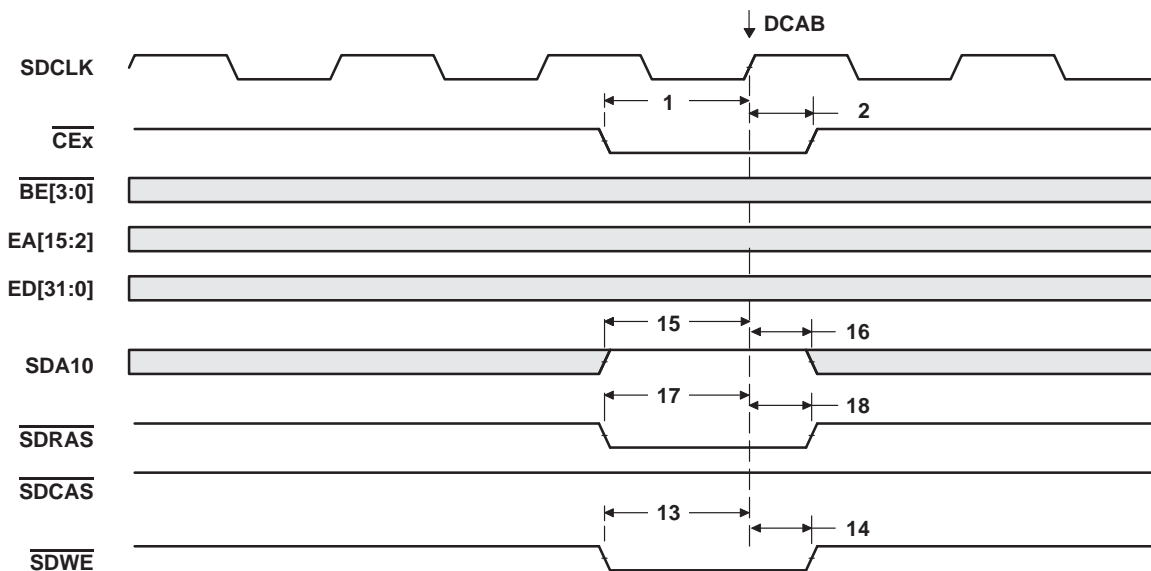 DCAB
SDCLK
1
2
CEx
BE[3:0]
EA[15:2]
ED[31:0]
15
16
SDA10
17
18
SDRAS
SDCAS
13
14
SDWE